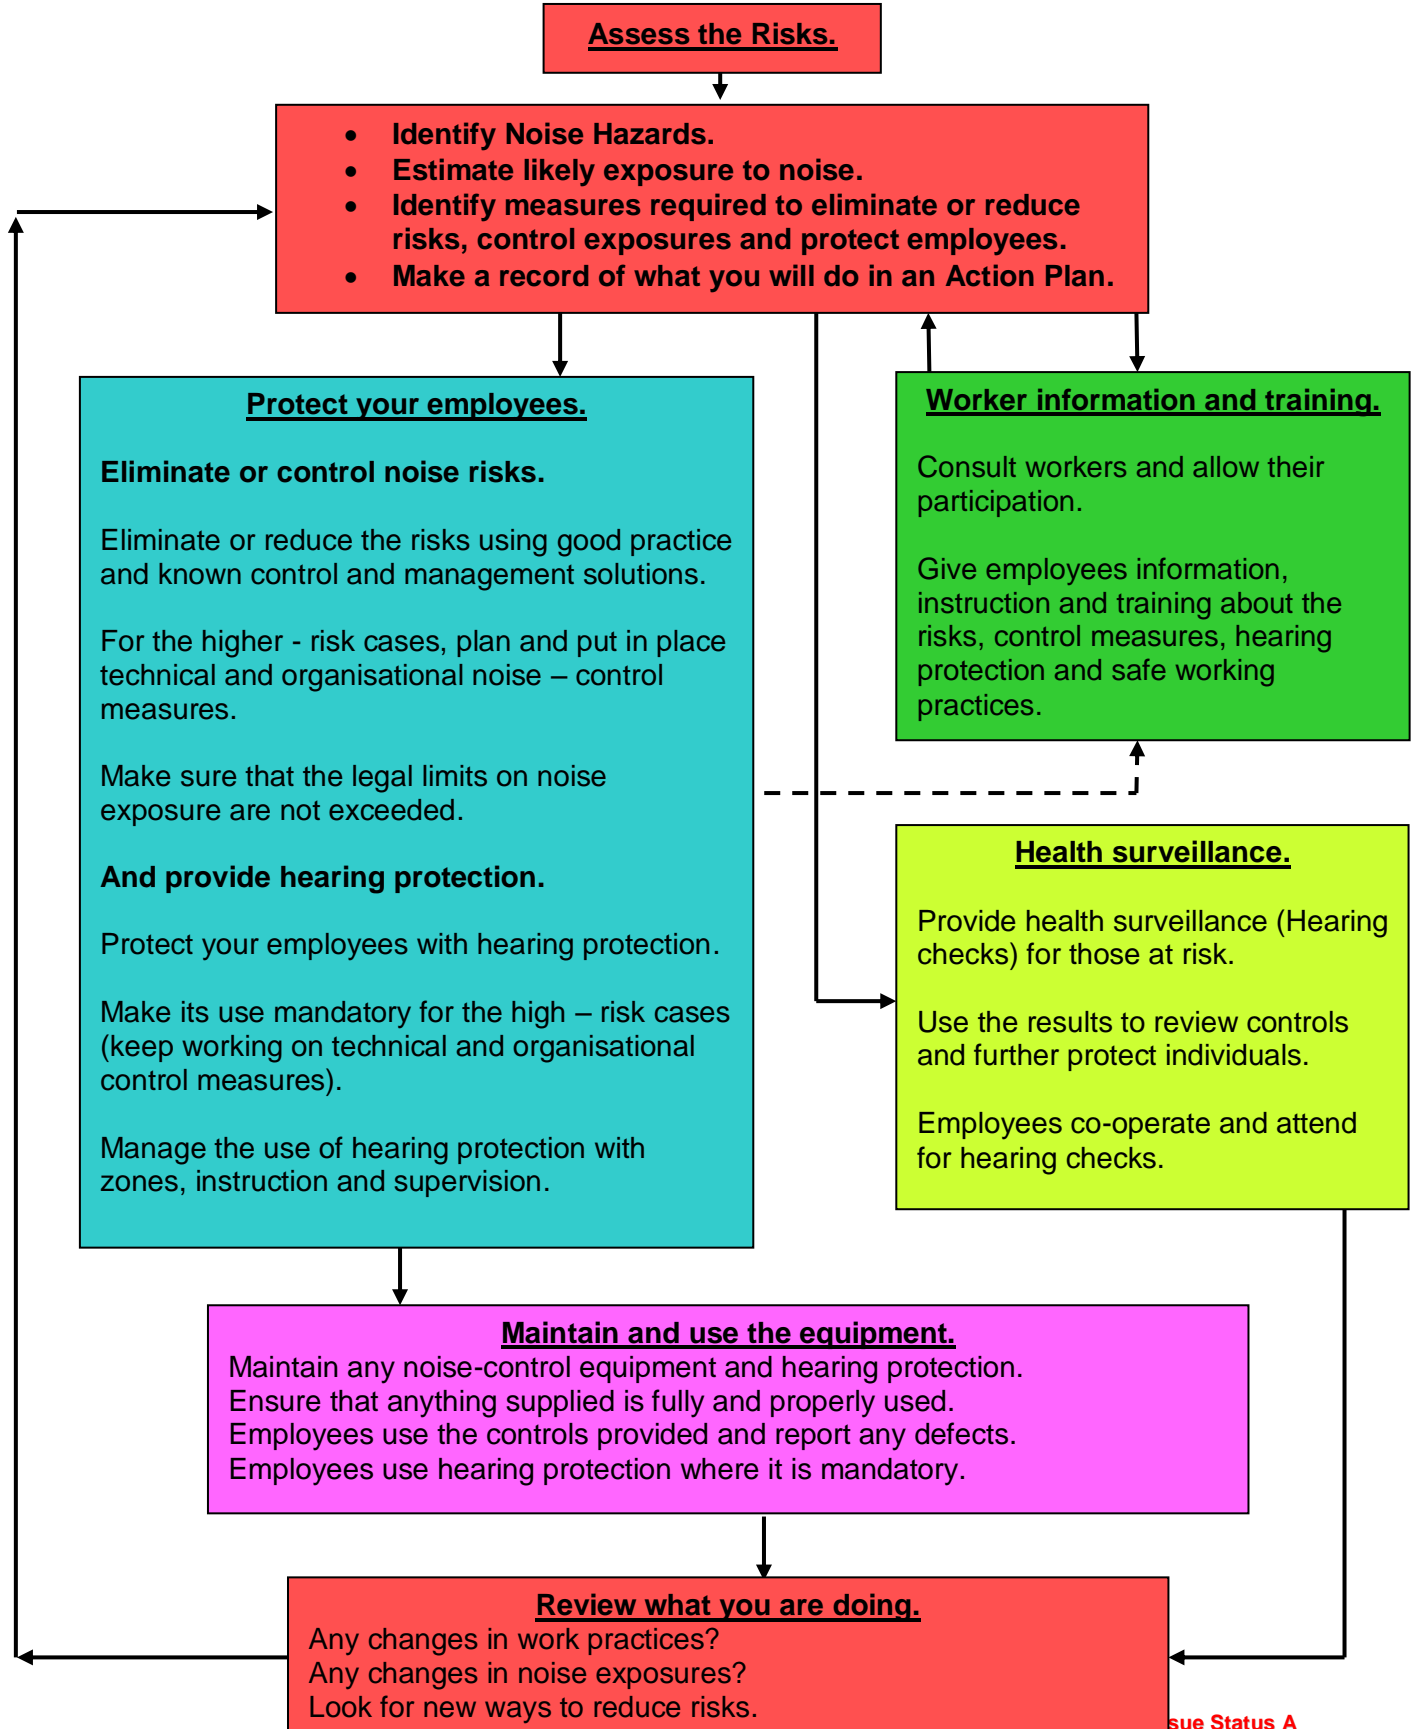 Assess the Risks.
• Identify Noise Hazards.
• Estimate likely exposure to noise.
• Identify measures required to eliminate or reduce
risks, control exposures and protect employees.
• Make a record of what you will do in an Action Plan.
Protect your employees.
Eliminate or control noise risks.
Eliminate or reduce the risks using good practice
and known control and management solutions.
For the higher - risk cases, plan and put in place
technical and organisational noise – control
measures.
Make sure that the legal limits on noise
exposure are not exceeded.
And provide hearing protection.
Protect your employees with hearing protection.
Make its use mandatory for the high – risk cases
(keep working on technical and organisational
control measures).
Manage the use of hearing protection with
zones, instruction and supervision.
Worker information and training.
Consult workers and allow their
participation.
Give employees information,
instruction and training about the
risks, control measures, hearing
protection and safe working
practices.
Health surveillance.
Provide health surveillance (Hearing
checks) for those at risk.
Use the results to review controls
and further protect individuals.
Employees co-operate and attend
for hearing checks.
Maintain and use the equipment.
Maintain any noise-control equipment and hearing protection.
Ensure that anything supplied is fully and properly used.
Employees use the controls provided and report any defects.
Employees use hearing protection where it is mandatory.
Review what you are doing.
Any changes in work practices?
Any changes in noise exposures?
Look for new ways to reduce risks.
sue Status A